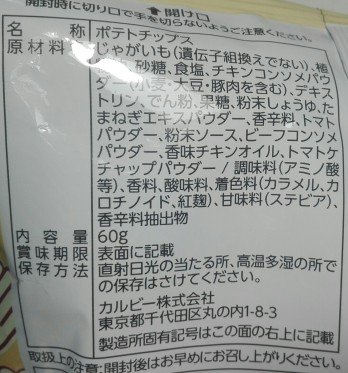 開封時に切り口で手を切らないようご注意ください。
開け口
名称 ポテトチップス
原材料 じゃがいも(遺伝子組換えでない)、植
、砂糖、食塩、チキンコンソメパウ
ダー(小麦・大豆・豚肉を含む)、デキス
トリン、でん粉、果糖、粉末しょうゆ、た
まねぎエキスパウダー、香辛料、トマト
パウダー、粉末ソース、ビーフコンソメ
パウダー、香味チキンオイル、トマトケ
チャップパウダー / 調味料(アミノ酸
等)、香料、酸味料、着色料(カラメル、カ
ロチノイド、紅麹)、甘味料(ステビア)、
香辛料抽出物
内容量 60g
賞味期限 表面に記載
保存方法 直射日光の当たる所、高温多湿の所で
の保存はさけてください。
カルビー株式会社
東京都千代田区丸の内1-8-3
製造所固有記号はこの面の右上に記載
取扱上の注意:開封後はお早めにお召し上がりください。